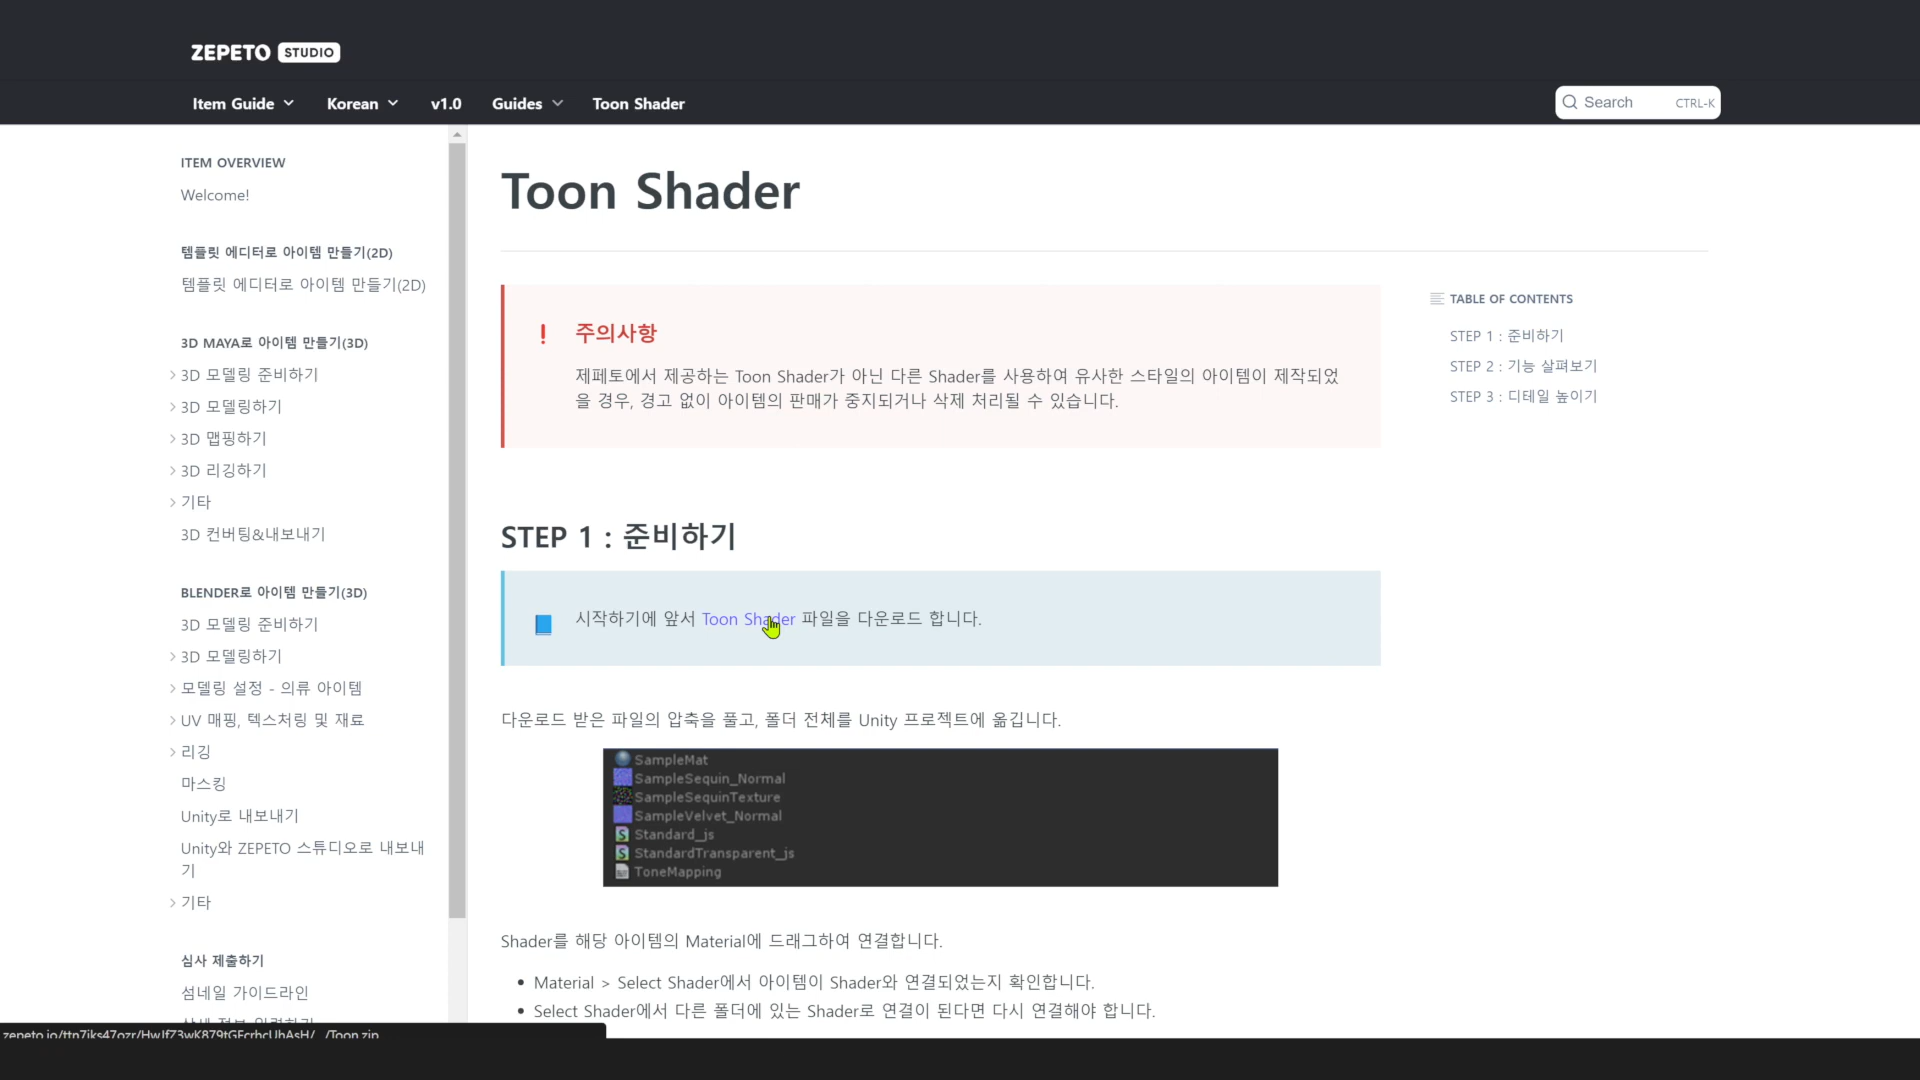 ZEPETO STUDIO
Item Guide Korean v1.0 Guides Toon Shader
Search CTRL-K
ITEM OVERVIEW
Welcome!
템플릿 에디터로 아이템 만들기(2D)
템플릿 에디터로 아이템 만들기(2D)
3D MAYA로 아이템 만들기(3D)
3D 모델링 준비하기
3D 모델링하기
3D 맵핑하기
3D 리깅하기
기타
3D 컨버팅&내보내기
BLENDER로 아이템 만들기(3D)
3D 모델링 준비하기
3D 모델링하기
모델링 설정 - 의류 아이템
UV 매핑, 텍스처링 및 재료
리깅
마스킹
Unity로 내보내기
Unity와 ZEPETO 스튜디오로 내보내
기
기타
심사 제출하기
섬네일 가이드라인
Toon Shader
주의사항
제페토에서 제공하는 Toon Shader가 아닌 다른 Shader를 사용하여 유사한 스타일의 아이템이 제작되었
을 경우, 경고 없이 아이템의 판매가 중지되거나 삭제 처리될 수 있습니다.
STEP 1 : 준비하기
시작하기에 앞서 Toon Shader 파일을 다운로드 합니다.
다운로드 받은 파일의 압축을 풀고, 폴더 전체를 Unity 프로젝트에 옮깁니다.
SampleMat
SampleSequin_Normal
SampleSequinTexture
SampleVelvet_Normal
Standard_js
StandardTransparent_js
ToneMapping
Shader를 해당 아이템의 Material에 드래그하여 연결합니다.
• Material > Select Shader에서 아이템이 Shader와 연결되었는지 확인합니다.
• Select Shader에서 다른 폴더에 있는 Shader로 연결이 된다면 다시 연결해야 합니다.
TABLE OF CONTENTS
STEP 1 : 준비하기
STEP 2 : 기능 살펴보기
STEP 3 : 디테일 높이기